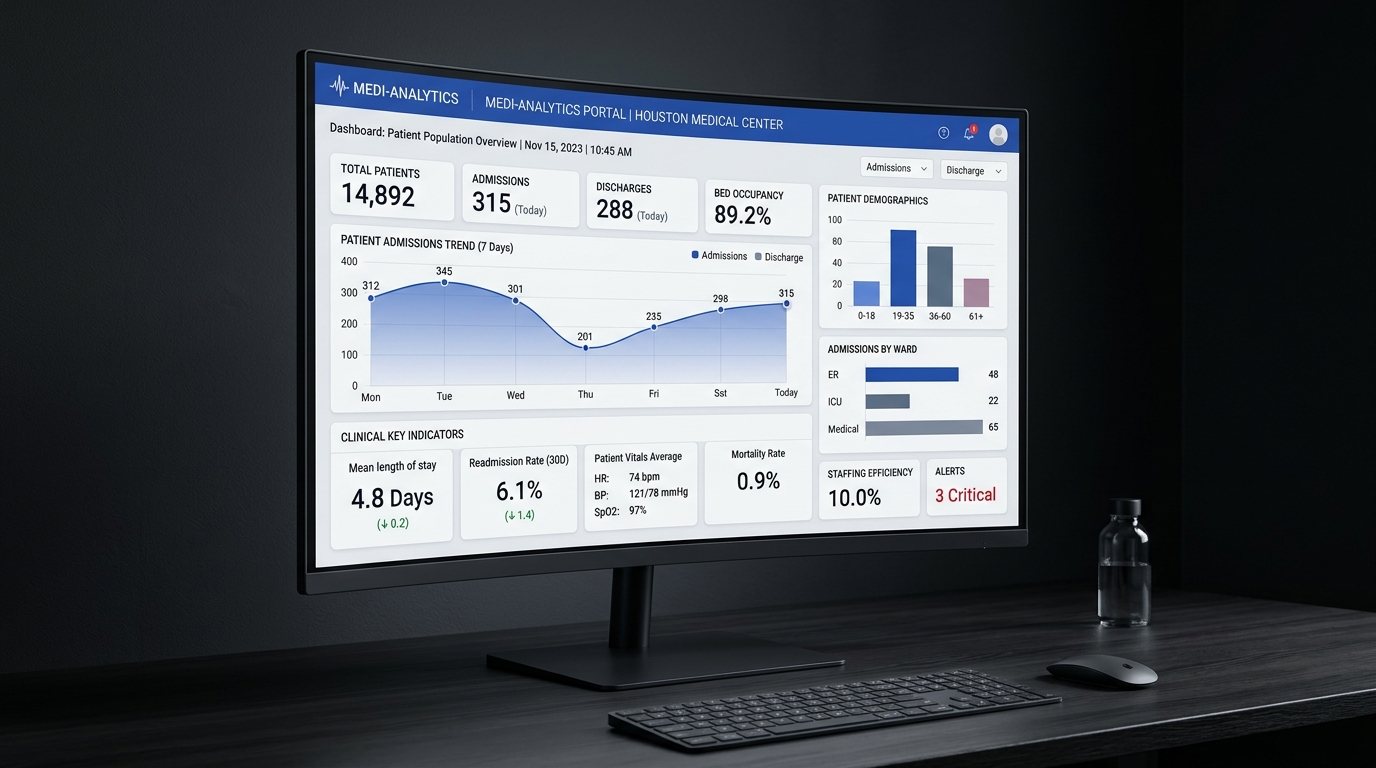 MEDI-ANALYTICS
MEDI-ANALYTICS PORTAL | HOUSTON MEDICAL CENTER
1
Dashboard: Patient Population Overview | Nov 15, 2023 | 10:45 AM
Admissions
Discharge
TOTAL PATIENTS
14,892
ADMISSIONS
315 (Today)
DISCHARGES
288 (Today)
BED OCCUPANCY
89.2%
PATIENT ADMISSIONS TREND (7 Days)
Admissions
Discharge
400
300
200
100
0
312
345
301
201
235
298
315
Mon
Tue
Wed
Thu
Fri
Sst
Today
PATIENT DEMOGRAPHICS
100
80
40
20
0
0-18
19-35
36-60
61+
ADMISSIONS BY WARD
ER 48
ICU 22
Medical 65
CLINICAL KEY INDICATORS
Mean length of stay
4.8 Days
(↓ 0.2)
Readmission Rate (30D)
6.1%
(↓ 1.4)
Patient Vitals Average
HR: 74 bpm
BP: 121/78 mmHg
SpO2: 97%
Mortality Rate
0.9%
STAFFING EFFICIENCY
10.0%
ALERTS
3 Critical